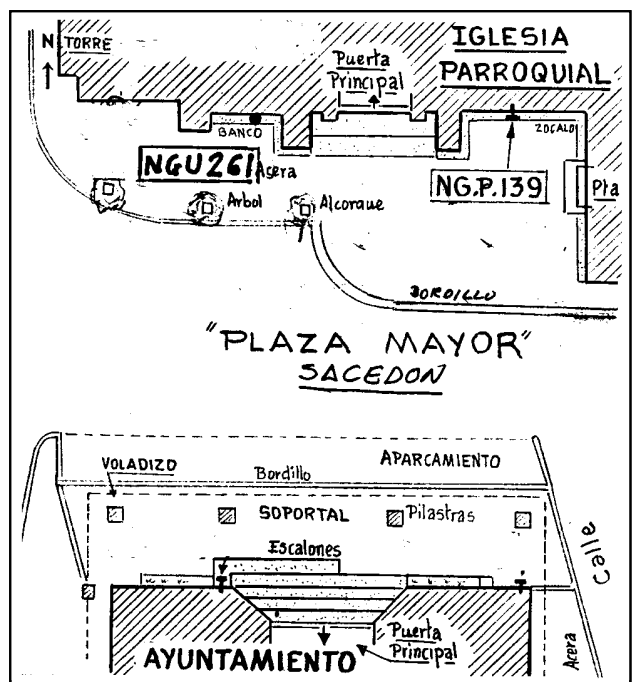 IGLESIA
PARROQUIAL
N
TORRE
Puerta
Principal
BANCO
ZOCALO
NGU261
Acera
NG.P.139
Pta
Arbol
Alcorque
BORDILLO
"PLAZA MAYOR"
SACEDON
VOLADIZO
Bordillo
APARCAMIENTO
SOPORTAL
Pilastras
Escalones
Calle
Puerta
Principal
AYUNTAMIENTO
Acera